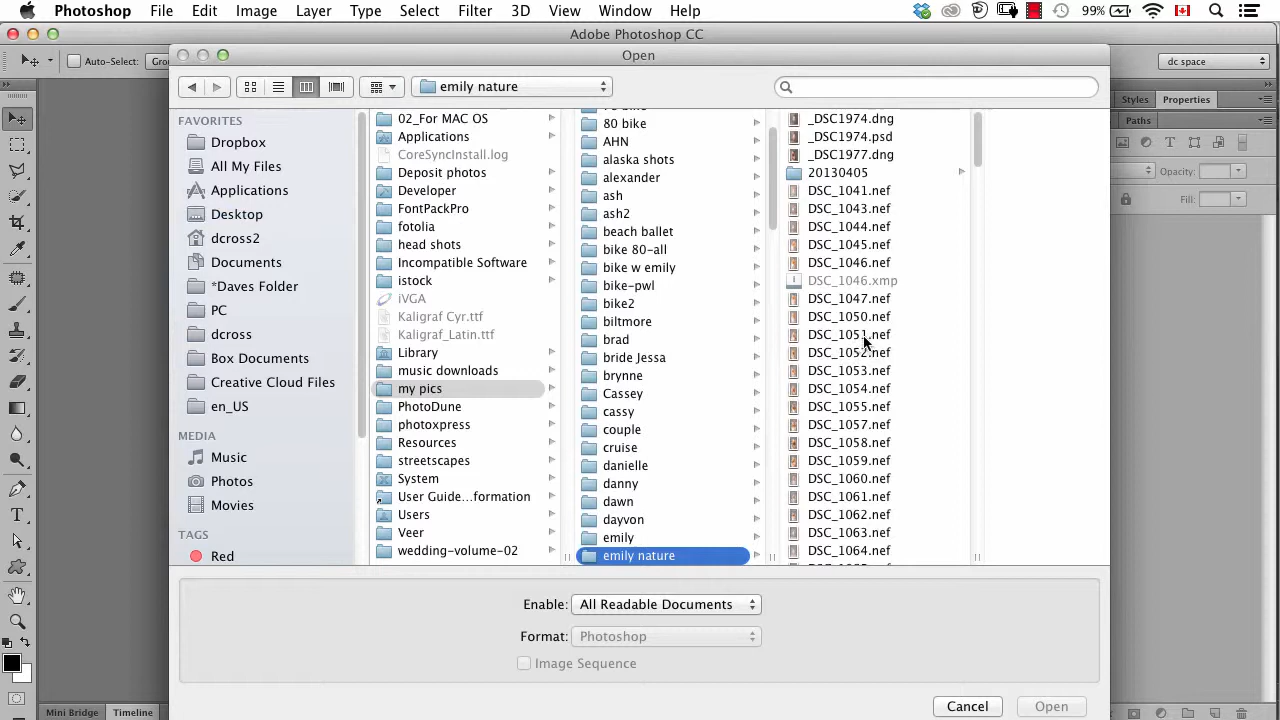 Photoshop File Edit Image Layer Type Select Filter 3D View Window Help 99%
Adobe Photoshop CC
Auto-Select: Gro
dc space
Open
emily nature
Styles Properties
Paths
Opacity:
Fill:
FAVORITES
Dropbox
All My Files
Applications
Desktop
dcross2
Documents
*Daves Folder
PC
dcross
Box Documents
Creative Cloud Files
en_US
MEDIA
Music
Photos
Movies
TAGS
Red
02_For MAC OS
Applications
CoreSyncInstall.log
Deposit photos
Developer
FontPackPro
fotolia
head shots
Incompatible Software
istock
iVGA
Kaligraf Cyr.ttf
Kaligraf_Latin.ttf
Library
music downloads
my pics
PhotoDune
photoxpress
Resources
streetscapes
System
User Guide...formation
Users
Veer
wedding-volume-02
80 bike
AHN
alaska shots
alexander
ash
ash2
beach ballet
bike 80-all
bike w emily
bike-pwl
bike2
biltmore
brad
bride Jessa
brynne
Cassey
cassy
couple
cruise
danielle
danny
dawn
dayvon
emily
emily nature
_DSC1974.dng
_DSC1974.psd
_DSC1977.dng
20130405
DSC_1041.nef
DSC_1043.nef
DSC_1044.nef
DSC_1045.nef
DSC_1046.nef
DSC_1046.xmp
DSC_1047.nef
DSC_1050.nef
DSC_1051.nef
DSC_1052.nef
DSC_1053.nef
DSC_1054.nef
DSC_1055.nef
DSC_1057.nef
DSC_1058.nef
DSC_1059.nef
DSC_1060.nef
DSC_1061.nef
DSC_1062.nef
DSC_1063.nef
DSC_1064.nef
Enable: All Readable Documents
Format: Photoshop
Image Sequence
Cancel Open
Mini Bridge Timeline